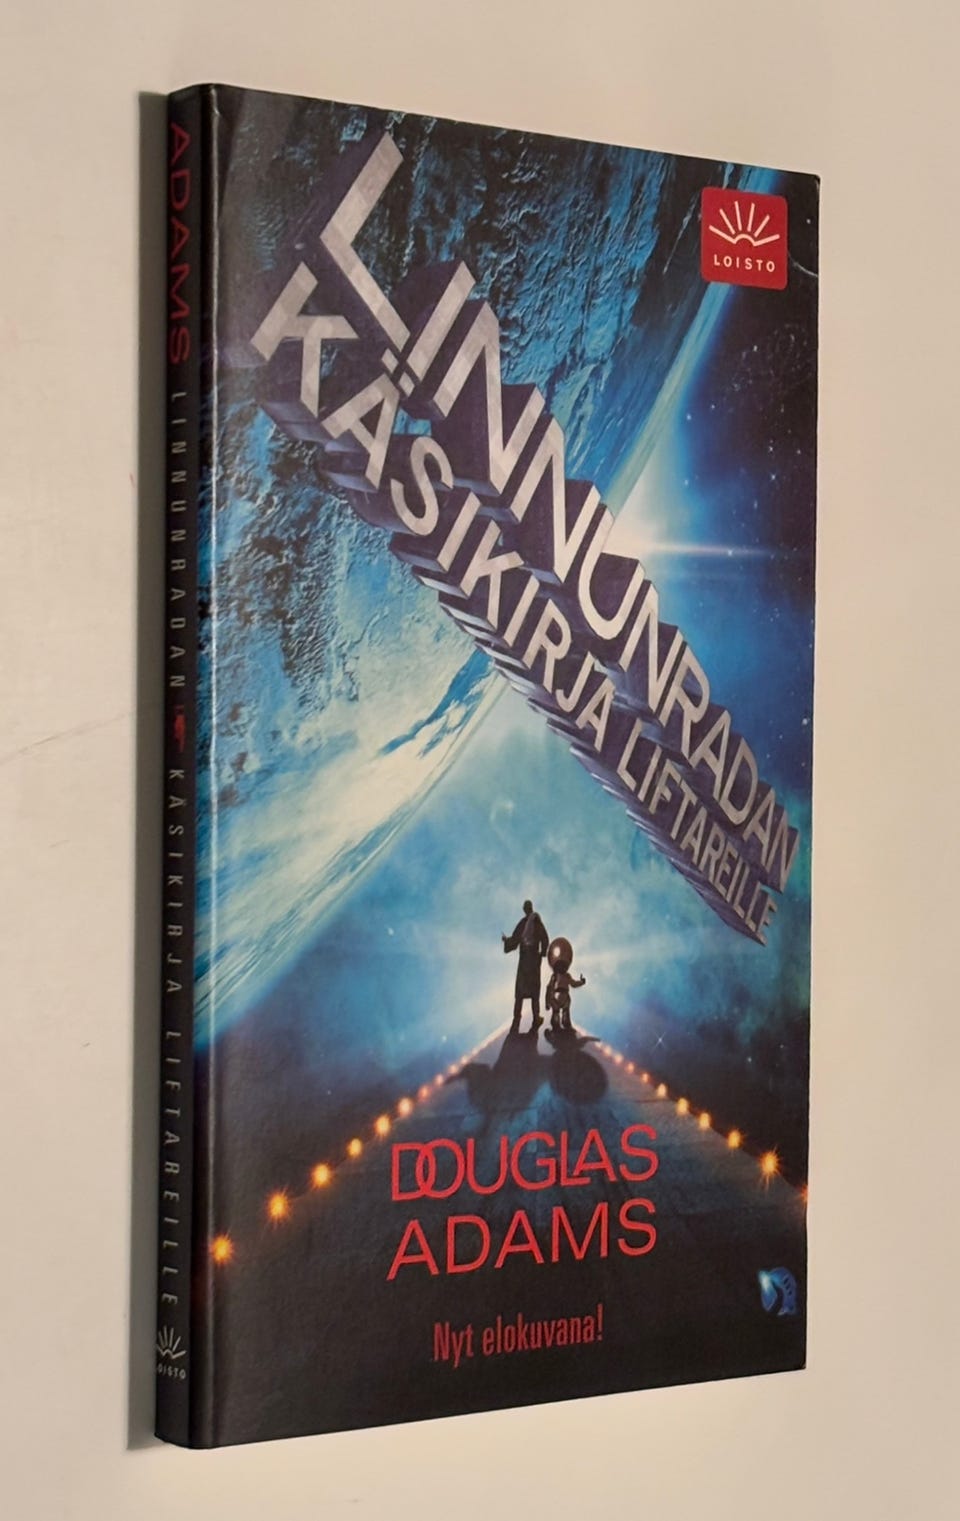 ADAMS LINNUNRADAN KÄSIKIRJA LIFTAREILLE
LOISTO
LOISTO
LINNUNRADAN
KÄSIKIRJA LIFTAREILLE
DOUGLAS
ADAMS
Nyt elokuvana!